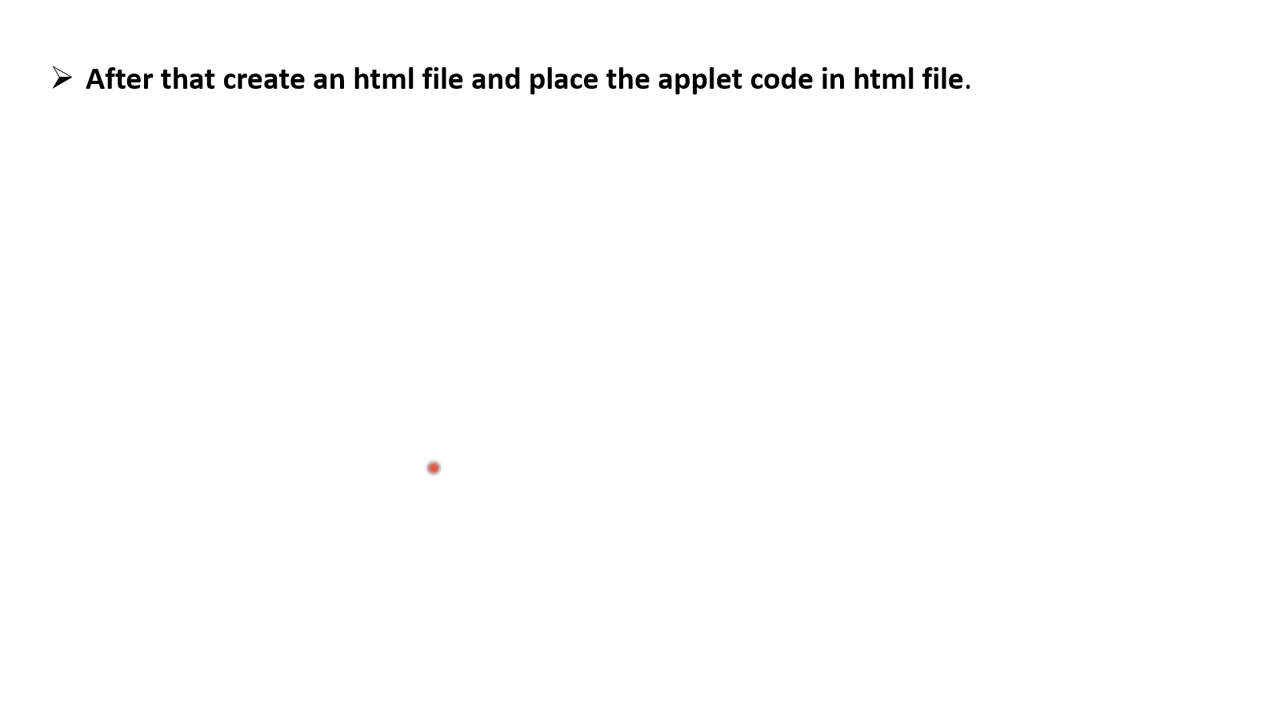 ➢ After that create an html file and place the applet code in html file.